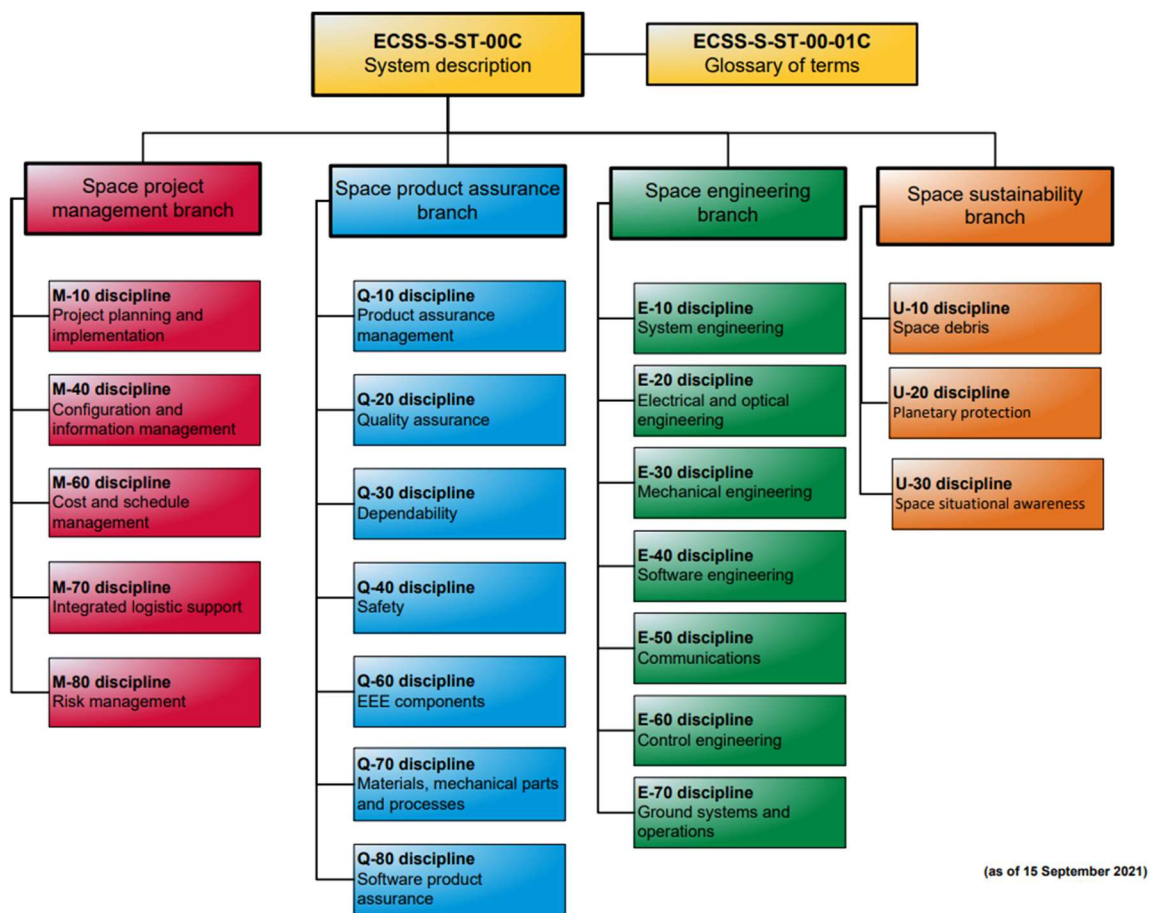 ECSS-S-ST-00C
System description
ECSS-S-ST-00-01C
Glossary of terms
Space project
management branch
M-10 discipline
Project planning and
implementation
M-40 discipline
Configuration and
information management
M-60 discipline
Cost and schedule
management
M-70 discipline
Integrated logistic support
M-80 discipline
Risk management
Space product assurance
branch
Q-10 discipline
Product assurance
management
Q-20 discipline
Quality assurance
Q-30 discipline
Dependability
Q-40 discipline
Safety
Q-60 discipline
EEE components
Q-70 discipline
Materials, mechanical parts
and processes
Q-80 discipline
Software product
assurance
Space engineering
branch
E-10 discipline
System engineering
E-20 discipline
Electrical and optical
engineering
E-30 discipline
Mechanical engineering
E-40 discipline
Software engineering
E-50 discipline
Communications
E-60 discipline
Control engineering
E-70 discipline
Ground systems and
operations
Space sustainability
branch
U-10 discipline
Space debris
U-20 discipline
Planetary protection
U-30 discipline
Space situational awareness
(as of 15 September 2021)